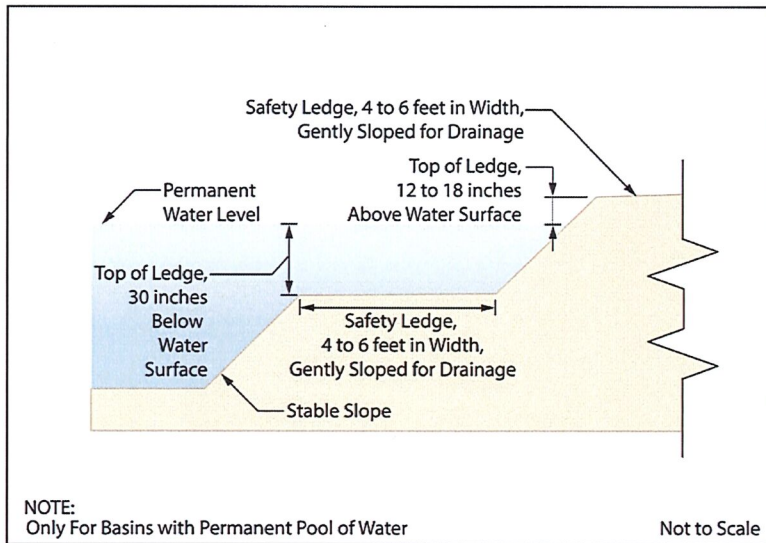 Safety Ledge, 4 to 6 feet in Width,
Gently Sloped for Drainage
Top of Ledge,
12 to 18 inches
Above Water Surface
Permanent
Water Level
Top of Ledge,
30 inches
Below
Water
Surface
Safety Ledge,
4 to 6 feet in Width,
Gently Sloped for Drainage
Stable Slope
NOTE:
Only For Basins with Permanent Pool of Water
Not to Scale